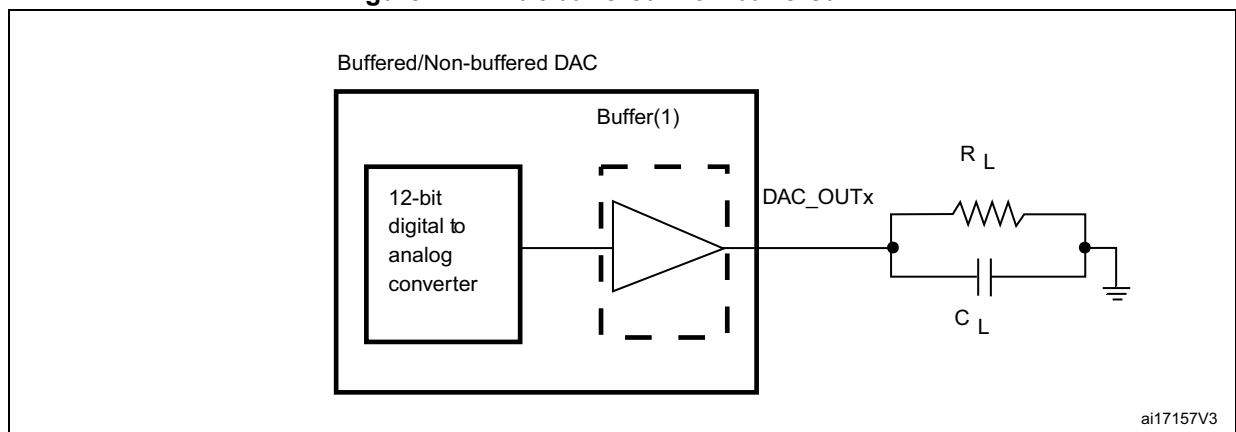 Buffered/Non-buffered DAC
Buffer(1)
12-bit
digital to
analog
converter
DAC_OUTx
R L
C L
ai17157V3